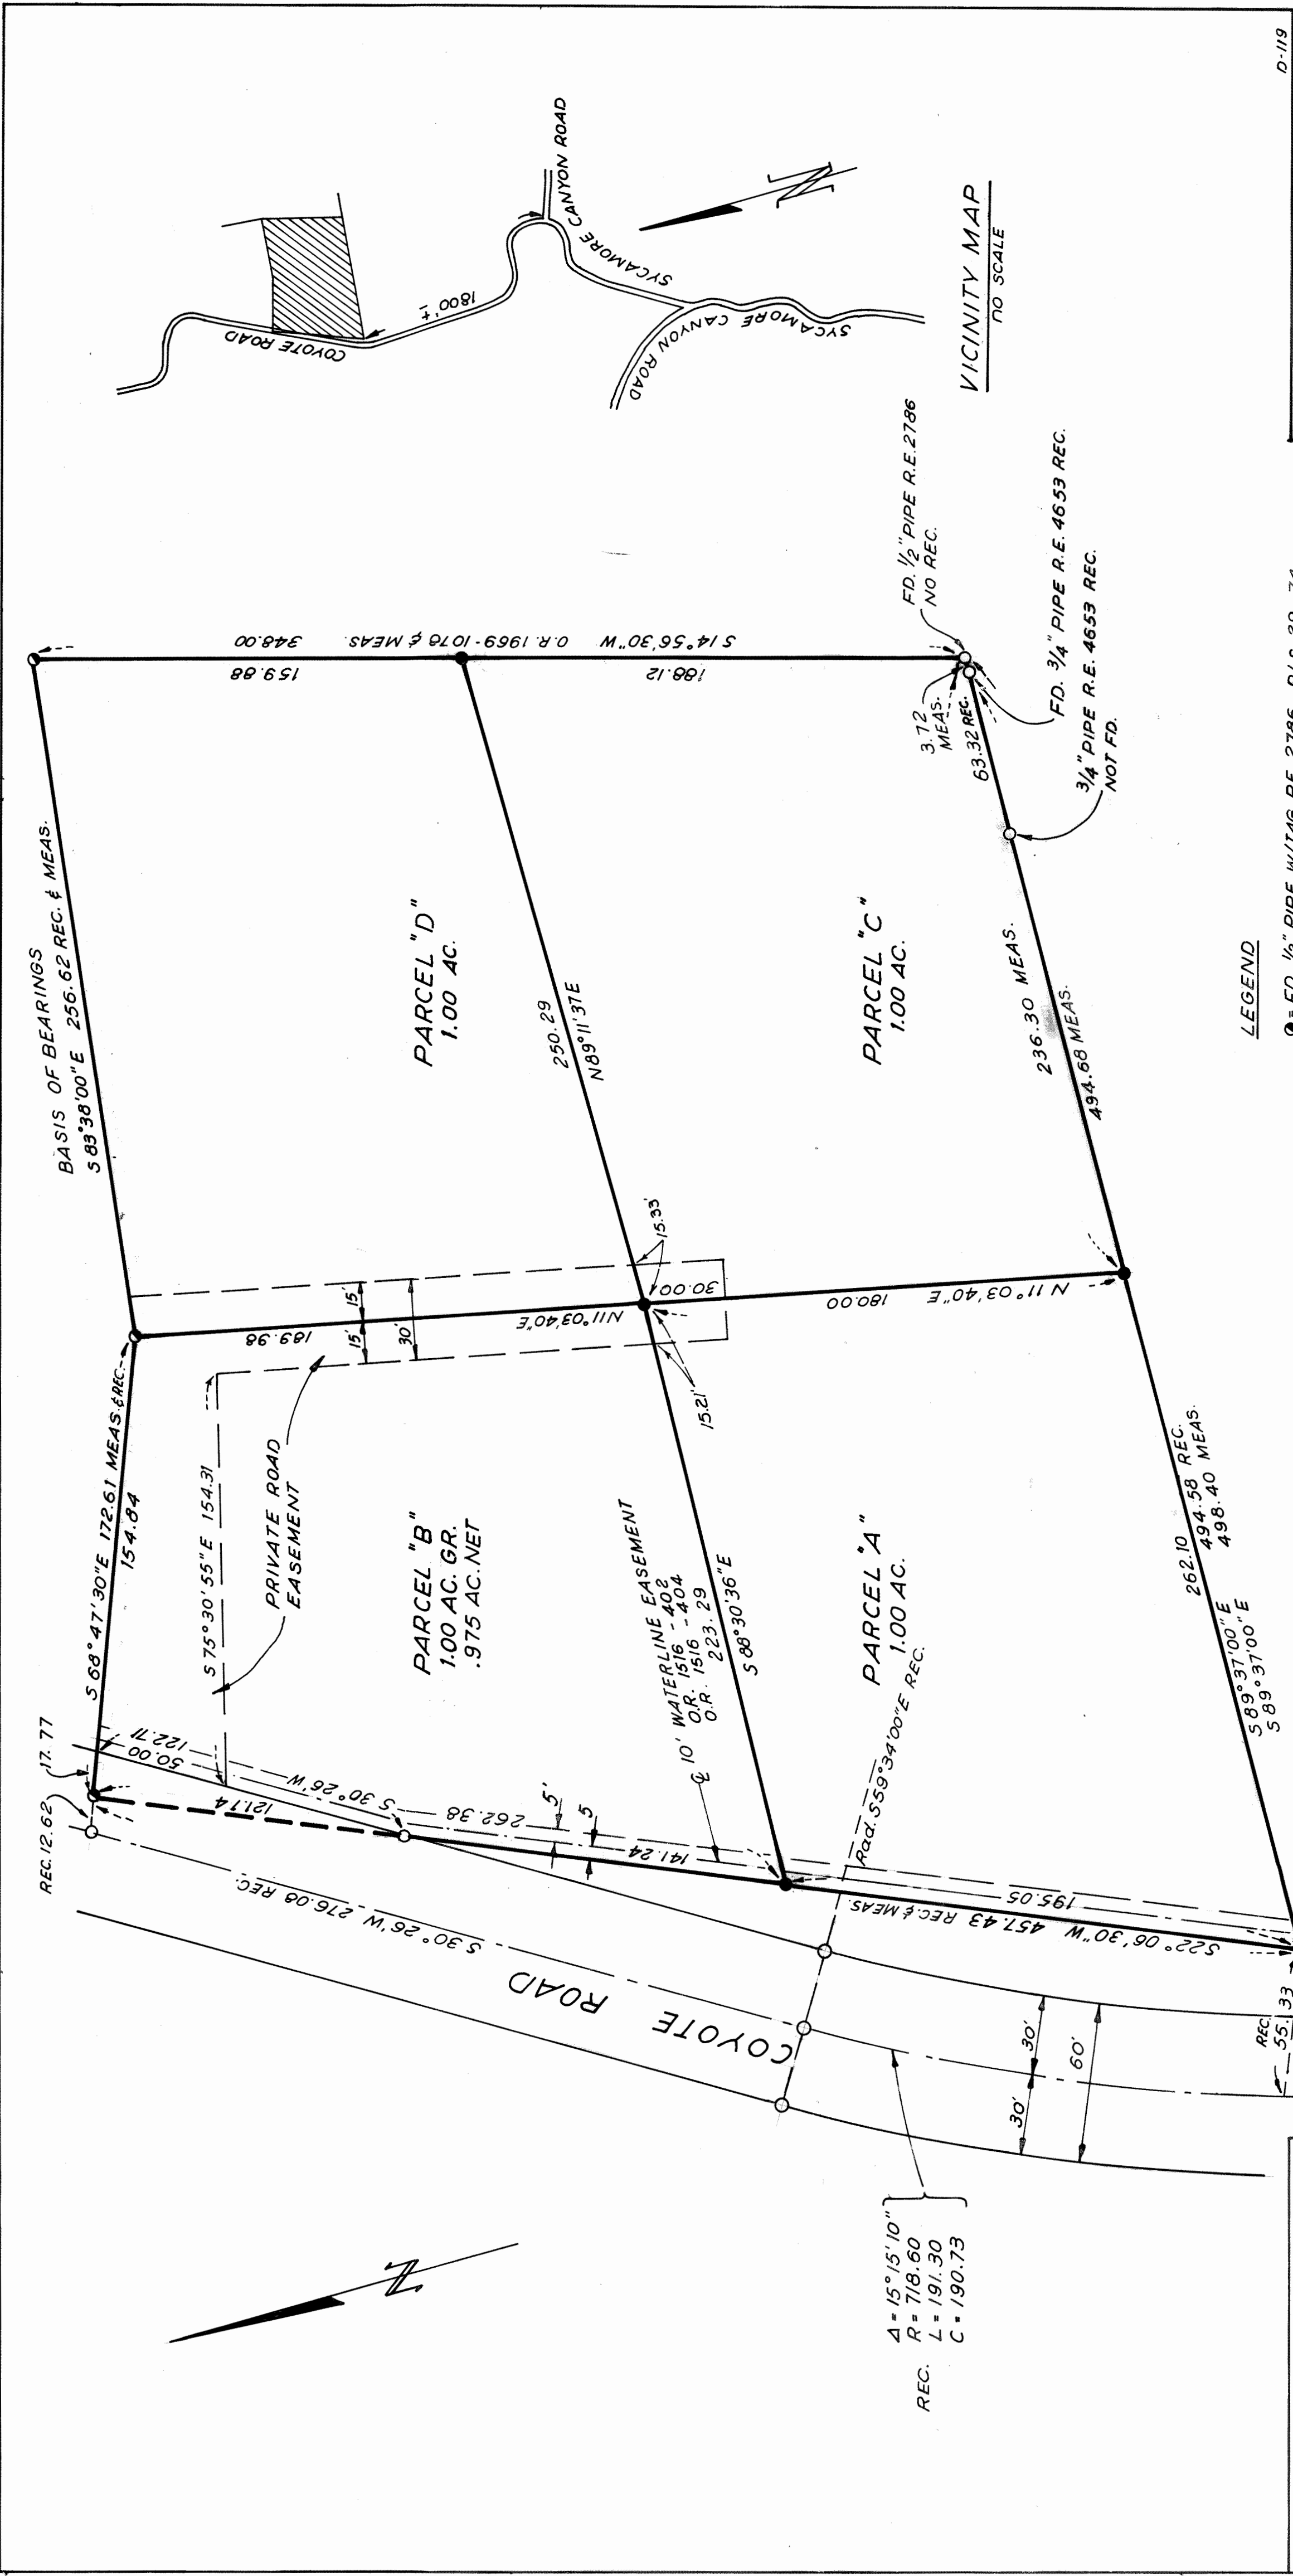 D-119
COYOTE ROAD
1800'±
SYCAMORE CANYON ROAD
SYCAMORE CANYON ROAD
N
VICINITY MAP
NO SCALE
BASIS OF BEARINGS
S 83°38'00"E 256.62 REC. & MEAS.
S 14°56'30"W O.R. 1969-1078 & MEAS. 348.00
159.88
188.12
FD. 1/2" PIPE R.E. 2786
NO REC.
3.72
MEAS.
63.32 REC.
FD. 3/4" PIPE R.E. 4653 REC.
3/4" PIPE R.E. 4653 REC.
NOT FD.
PARCEL "D"
1.00 AC.
250.29
N89°11'37"E
PARCEL "C"
1.00 AC.
236.30 MEAS.
494.68 MEAS.
LEGEND
S 68°47'30"E 172.61 MEAS. & REC.
154.84
189.98
N11°03'40"E
15'
15'
30'
15.33'
30.00
15.21'
180.00
N 11°03'40"E
REC. 12.62
17.77
S 75°30'55"E 154.31
PRIVATE ROAD
EASEMENT
PARCEL "B"
1.00 AC. GR.
.975 AC. NET
122.71
50.00
121.14
S 30°26'W
262.38
5'
5
141.24
℄ 10' WATERLINE EASEMENT
O.R. 1516 - 402
O.R. 1516 - 404
223.29
S 88°30'36"E
PARCEL "A"
1.00 AC.
Rad. S59°34'00"E REC.
262.10
494.58 REC.
498.40 MEAS.
S 89°37'00"E
S 89°37'00"E
195.05
S22°06'30"W 457.43 REC. & MEAS.
S 30°26'W 276.08 REC.
COYOTE ROAD
30'
30'
60'
REC.
55.33
N
REC.
Δ = 15°15'10"
R = 718.60
L = 191.30
C = 190.73